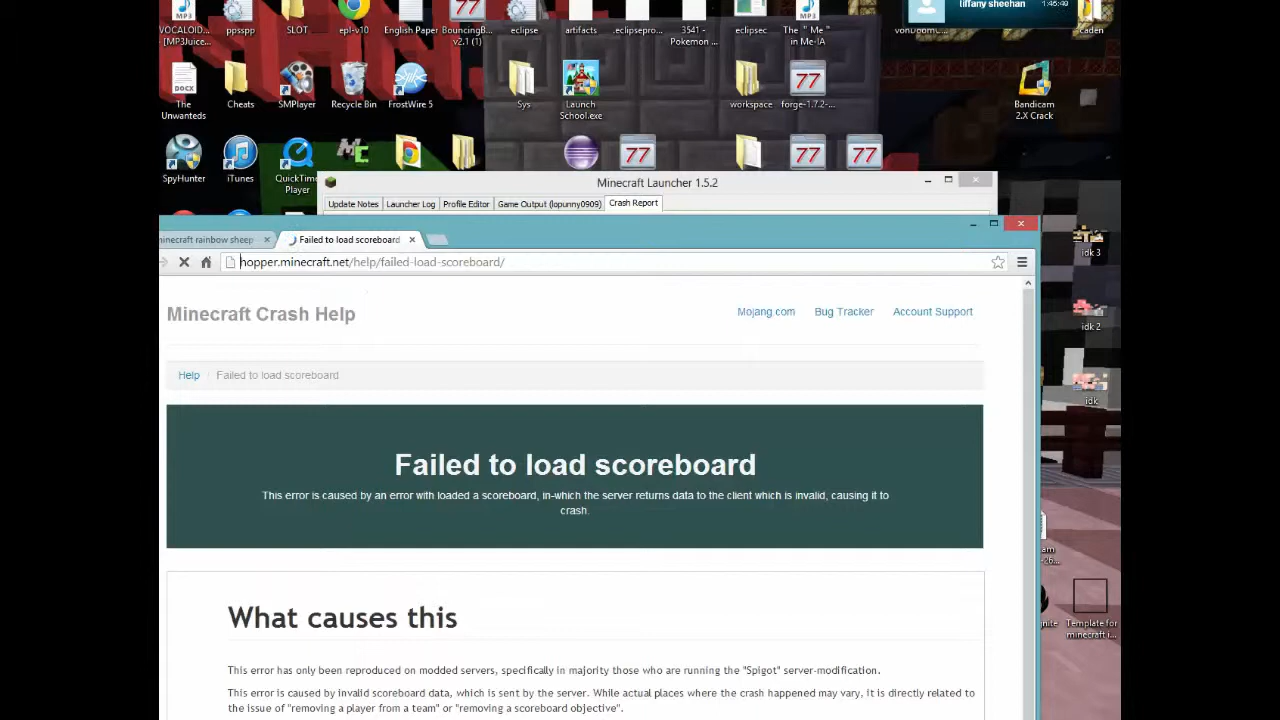 tiffany sheehan
1:45:49
VOCALOID...
[MP3Juice...
ppsspp
SLOT
epl-v10
English Paper
BouncingB...
v2.1 (1)
eclipse
artifacts
.eclipsepro...
3541 -
Pokemon ...
eclipsec
The " Me "
in Me-IA
caden
The
Unwanteds
Cheats
SMPlayer
Recycle Bin
FrostWire 5
Sys
Launch
School.exe
workspace
forge-1.7.2-...
Bandicam
2.X Crack
SpyHunter
iTunes
QuickTime
Player
Minecraft Launcher 1.5.2
Update Notes
Launcher Log
Profile Editor
Game Output (lopunny0909)
Crash Report
minecraft rainbow sheep
Failed to load scoreboard
hopper.minecraft.net/help/failed-load-scoreboard/
idk 3
idk 2
idk
Minecraft Crash Help
Mojang.com
Bug Tracker
Account Support
Help / Failed to load scoreboard
Failed to load scoreboard
This error is caused by an error with loaded a scoreboard, in-which the server returns data to the client which is invalid, causing it to
crash.
What causes this
This error has only been reproduced on modded servers, specifically in majority those who are running the "Spigot" server-modification.
This error is caused by invalid scoreboard data, which is sent by the server. While actual places where the crash happened may vary, it is directly related to
the issue of "removing a player from a team" or "removing a scoreboard objective".
Template for
minecraft i...